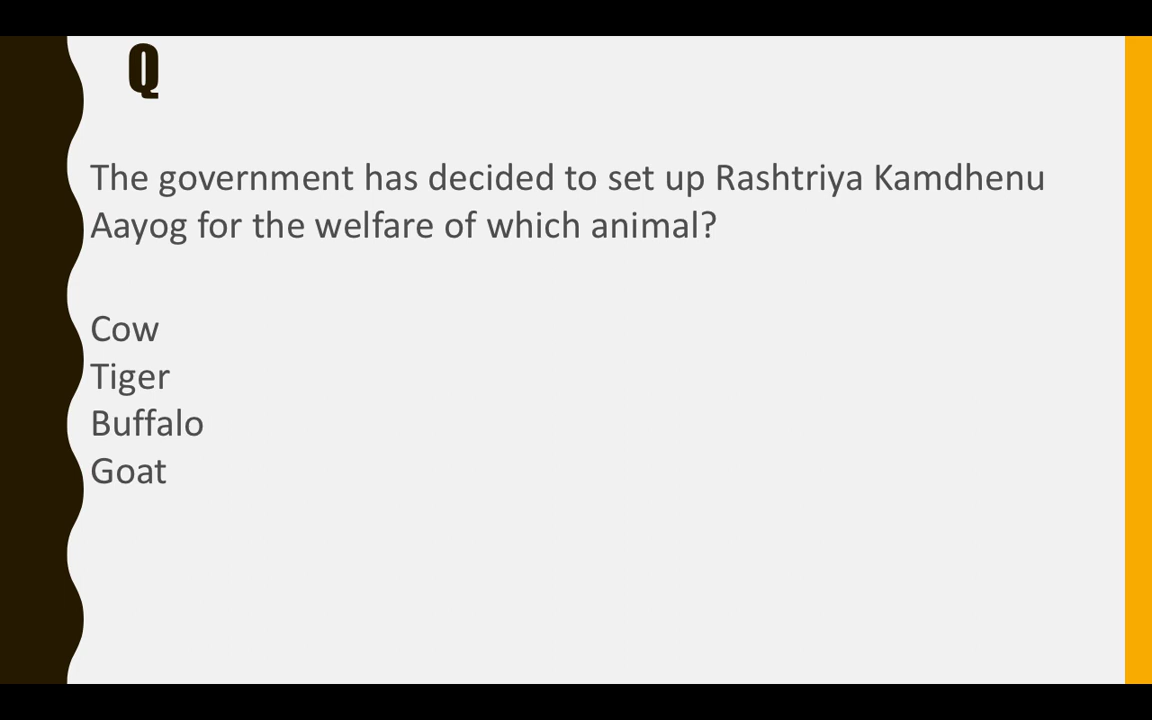 Q
The government has decided to set up Rashtriya Kamdhenu
Aayog for the welfare of which animal?
Cow
Tiger
Buffalo
Goat